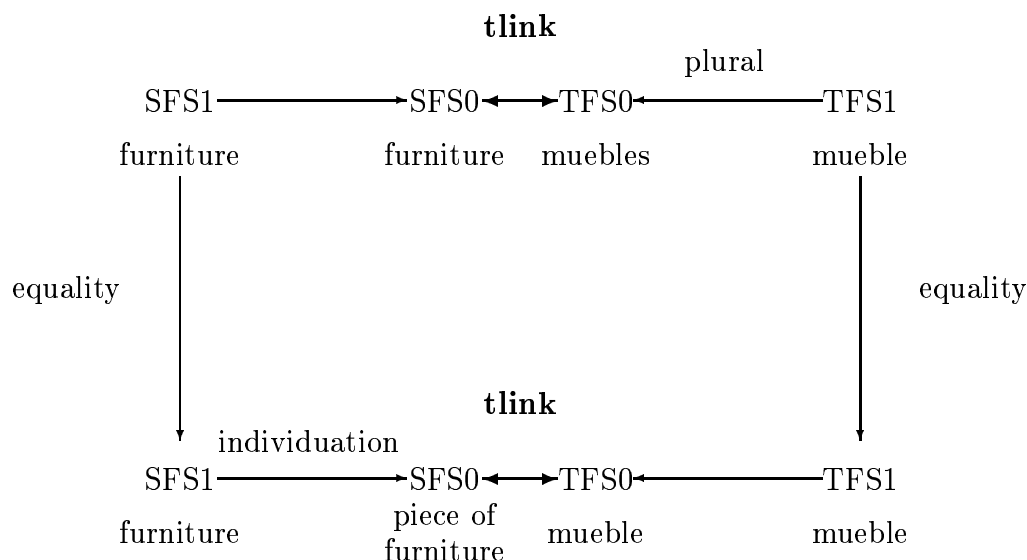 tlink
plural
SFS1 SFS0 TFS0 TFS1
furniture furniture muebles mueble
equality equality
tlink
individuation
SFS1 SFS0 TFS0 TFS1
furniture piece of furniture mueble mueble